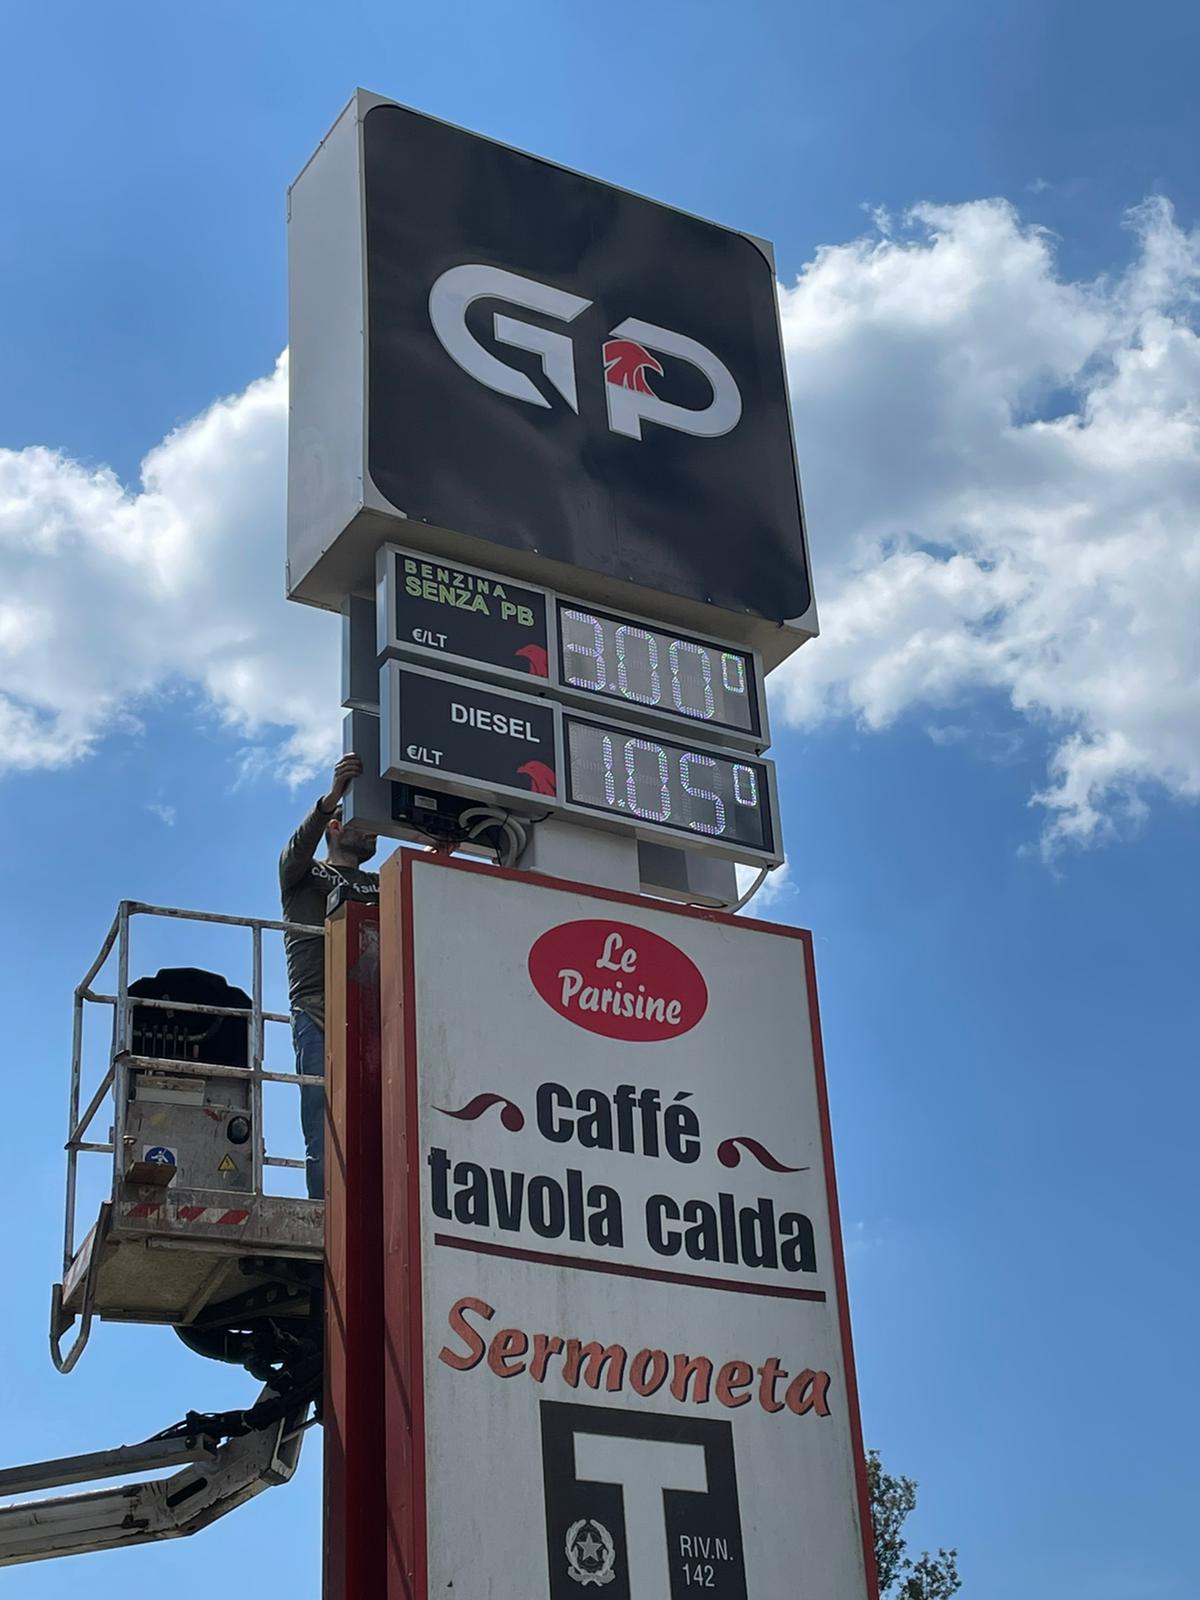 GP
BENZINA
SENZA PB
€/LT
3.00⁰
DIESEL
€/LT
1.05⁰
Le
Parisine
caffé
tavola calda
Sermoneta
T
RIV.N.
142